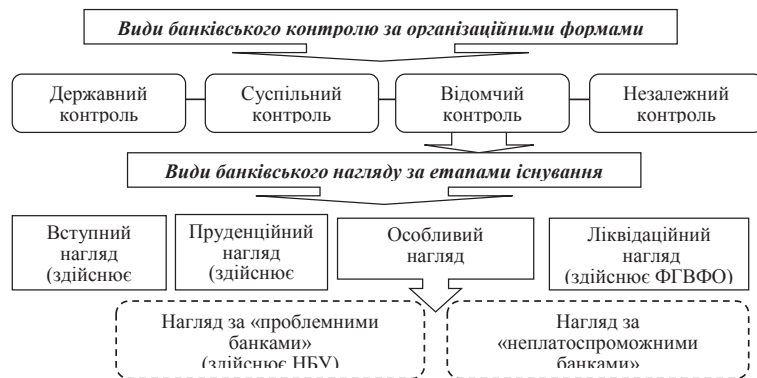 Види банківського контролю за організаційними формами
Державний
контроль
Суспільний
контроль
Відомчий
контроль
Незалежний
контроль
Види банківського нагляду за етапами існування
Вступний
нагляд
(здійснює
Пруденційний
нагляд
(здійснює
Особливий
нагляд
Ліквідаційний
нагляд
(здійснює ФГВФО)
Нагляд за «проблемними
банками»
(здійснює НБУ)
Нагляд за
«неплатоспроможними
банками»